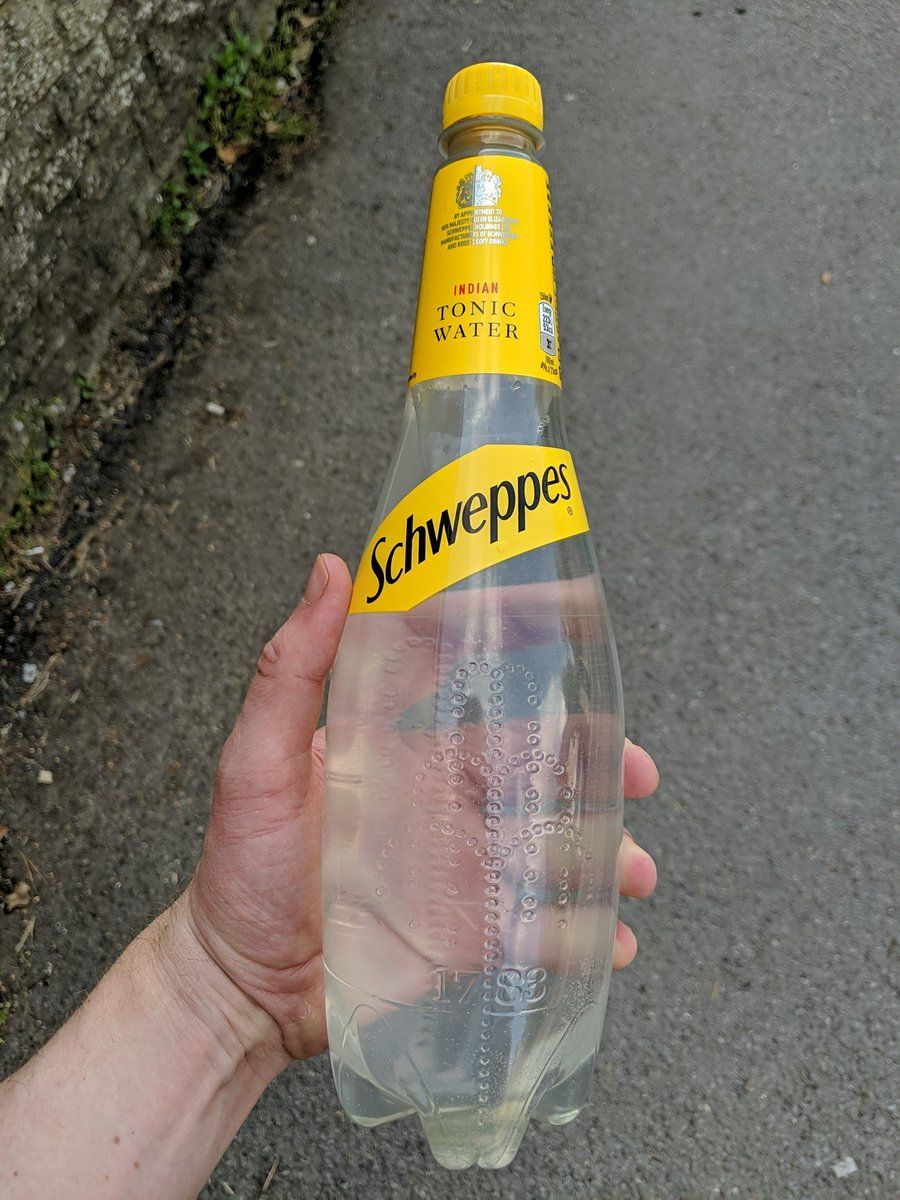 BY APPOINTMENT TO
HER MAJESTY QUEEN ELIZABETH II
SCHWEPPES HOLDINGS LTD
MANUFACTURERS OF SCHWEPPES
AND ROSE'S SOFT DRINKS
INDIAN
TONIC
WATER
Schweppes
®
1783